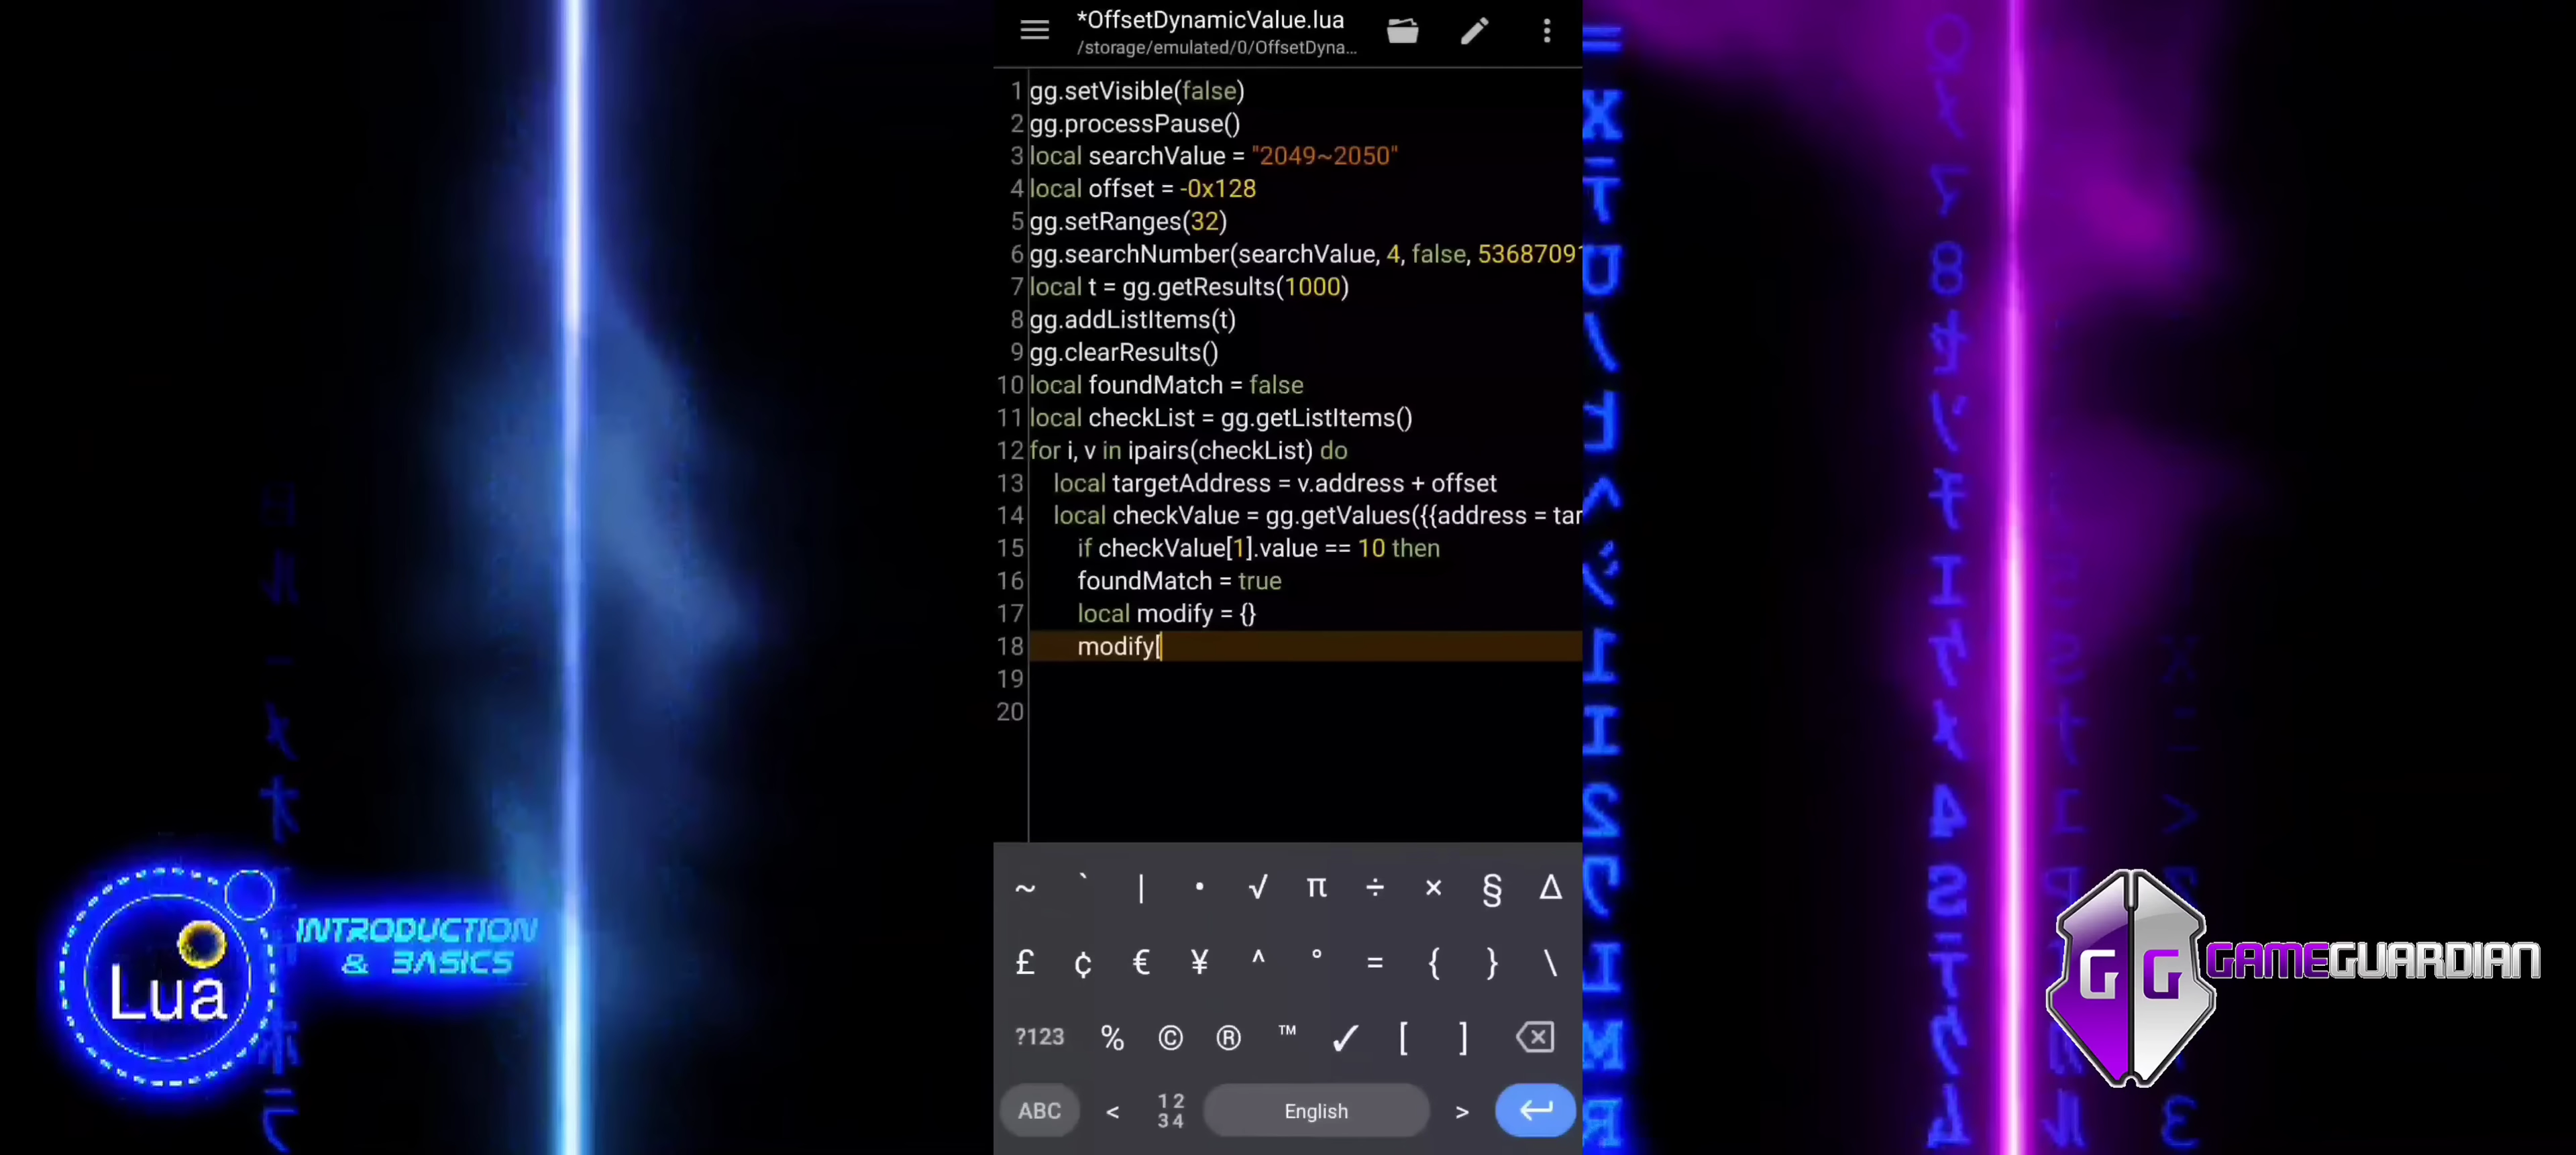 *OffsetDynamicValue.lua
/storage/emulated/0/OffsetDyna...
1 gg.setVisible(false)
2 gg.processPause()
3 local searchValue = "2049~2050"
4 local offset = -0x128
5 gg.setRanges(32)
6 gg.searchNumber(searchValue, 4, false, 53687091
7 local t = gg.getResults(1000)
8 gg.addListItems(t)
9 gg.clearResults()
10 local foundMatch = false
11 local checkList = gg.getListItems()
12 for i, v in ipairs(checkList) do
13 local targetAddress = v.address + offset
14 local checkValue = gg.getValues({{address = tar
15 if checkValue[1].value == 10 then
16 foundMatch = true
17 local modify = {}
18 modify[
19
20
~ ` | • √ π ÷ × § Δ
£ ¢ € ¥ ^ ° = { } \
?123 % © ® ™ ✓ [ ]
ABC < 12 34 English >
Lua
INTRODUCTION
& BASICS
GG GAMEGUARDIAN